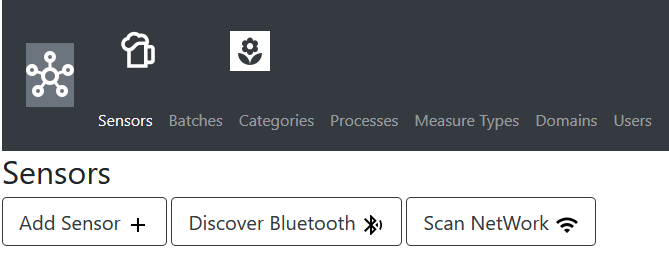 Sensors Batches Categories Processes Measure Types Domains Users
Sensors
Add Sensor Discover Bluetooth Scan NetWork